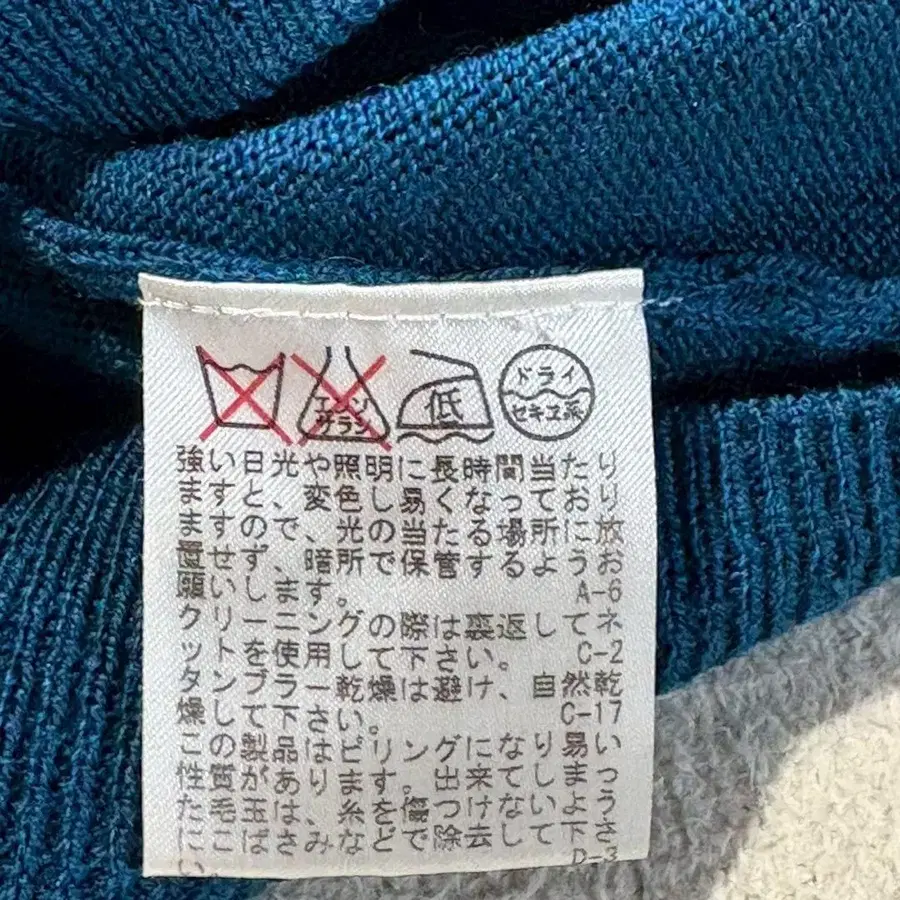 エンソ
サラシ
低
ドライ
セキユ系
強い日光や照明に長時間当たり
ますと、変色し易くなっており
ますので、光の当たる場所に放
置せず、暗所で保管するようお
願いします。 A-6
クリーニングの際は裏返してネ
ットを使用して下さい。 C-2
タンブラー乾燥は避け、自然乾
燥して下さい。 C-17
この製品はピリングになり易い
性質があります。出来てしまっ
た毛玉は、糸を傷つけないよう
にこばさみなどで除去して下さ
い。 D-3